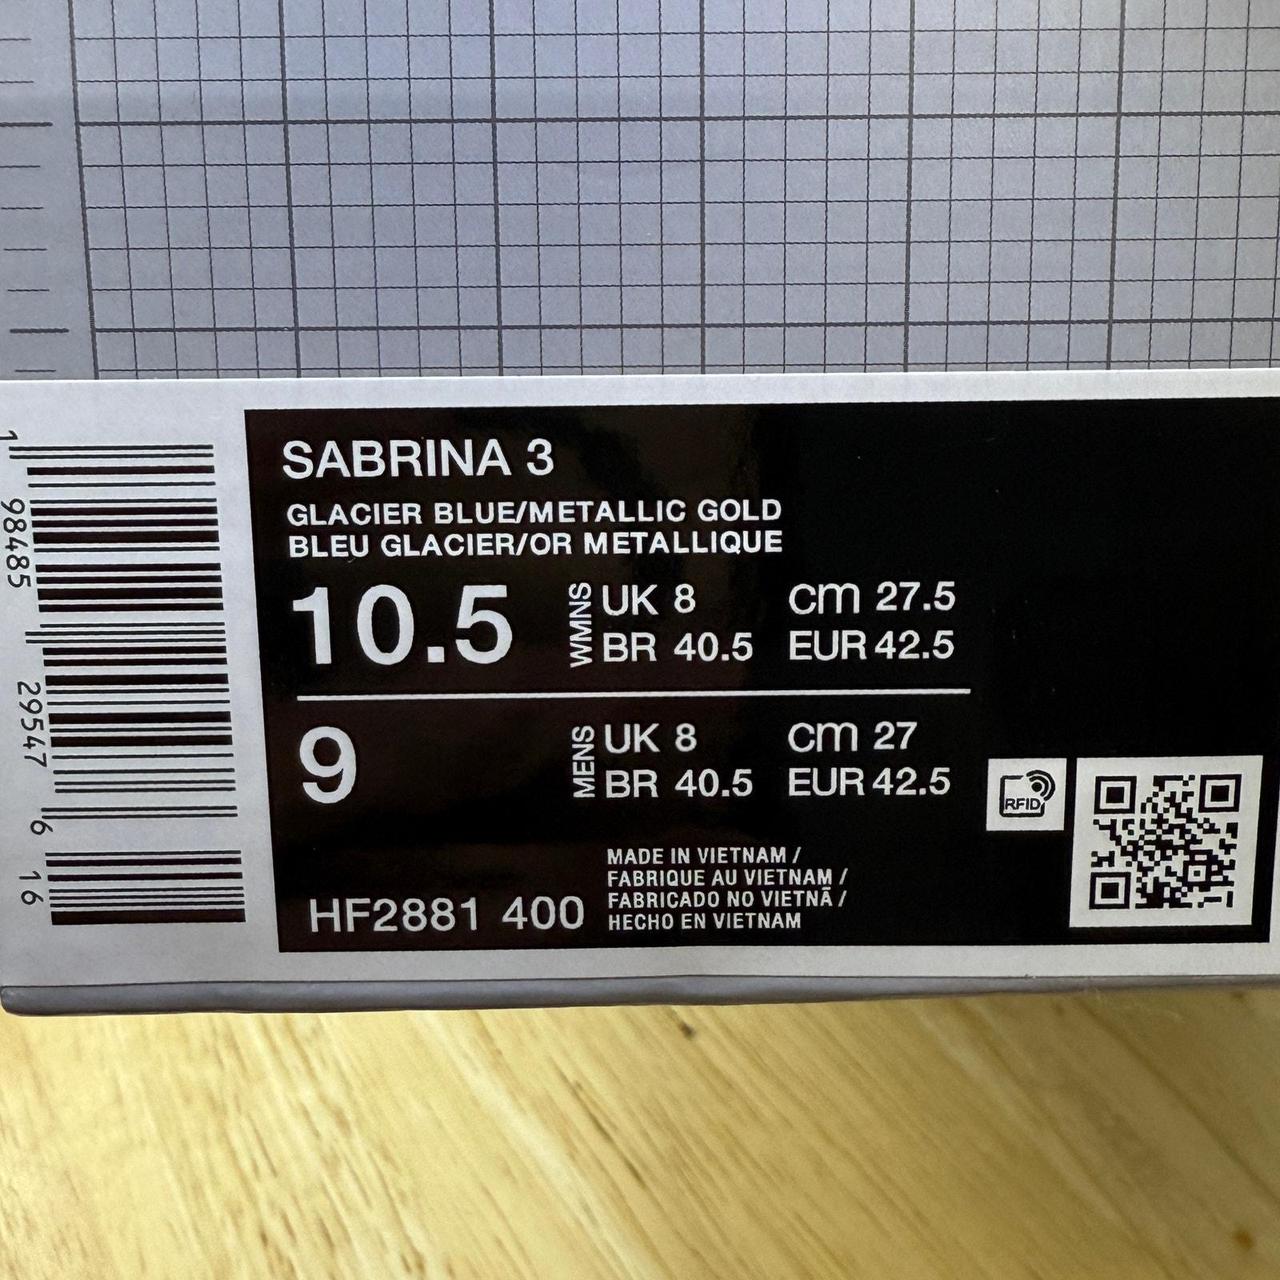 1 98485 29547 6 16
SABRINA 3
GLACIER BLUE/METALLIC GOLD
BLEU GLACIER/OR METALLIQUE
10.5 WMNS UK 8 cm 27.5
BR 40.5 EUR 42.5
9 MENS UK 8 cm 27
BR 40.5 EUR 42.5
RFID
MADE IN VIETNAM /
FABRIQUE AU VIETNAM /
FABRICADO NO VIETNÃ /
HECHO EN VIETNAM
HF2881 400